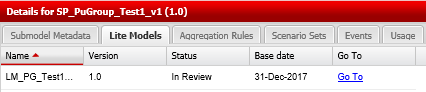 Details for SP_PuGroup_Test1_v1 (1.0)
Submodel Metadata Lite Models Aggregation Rules Scenario Sets Events Usage
Name Version Status Base date Go To
LM_PG_Test1... 1.0 In Review 31-Dec-2017 Go To